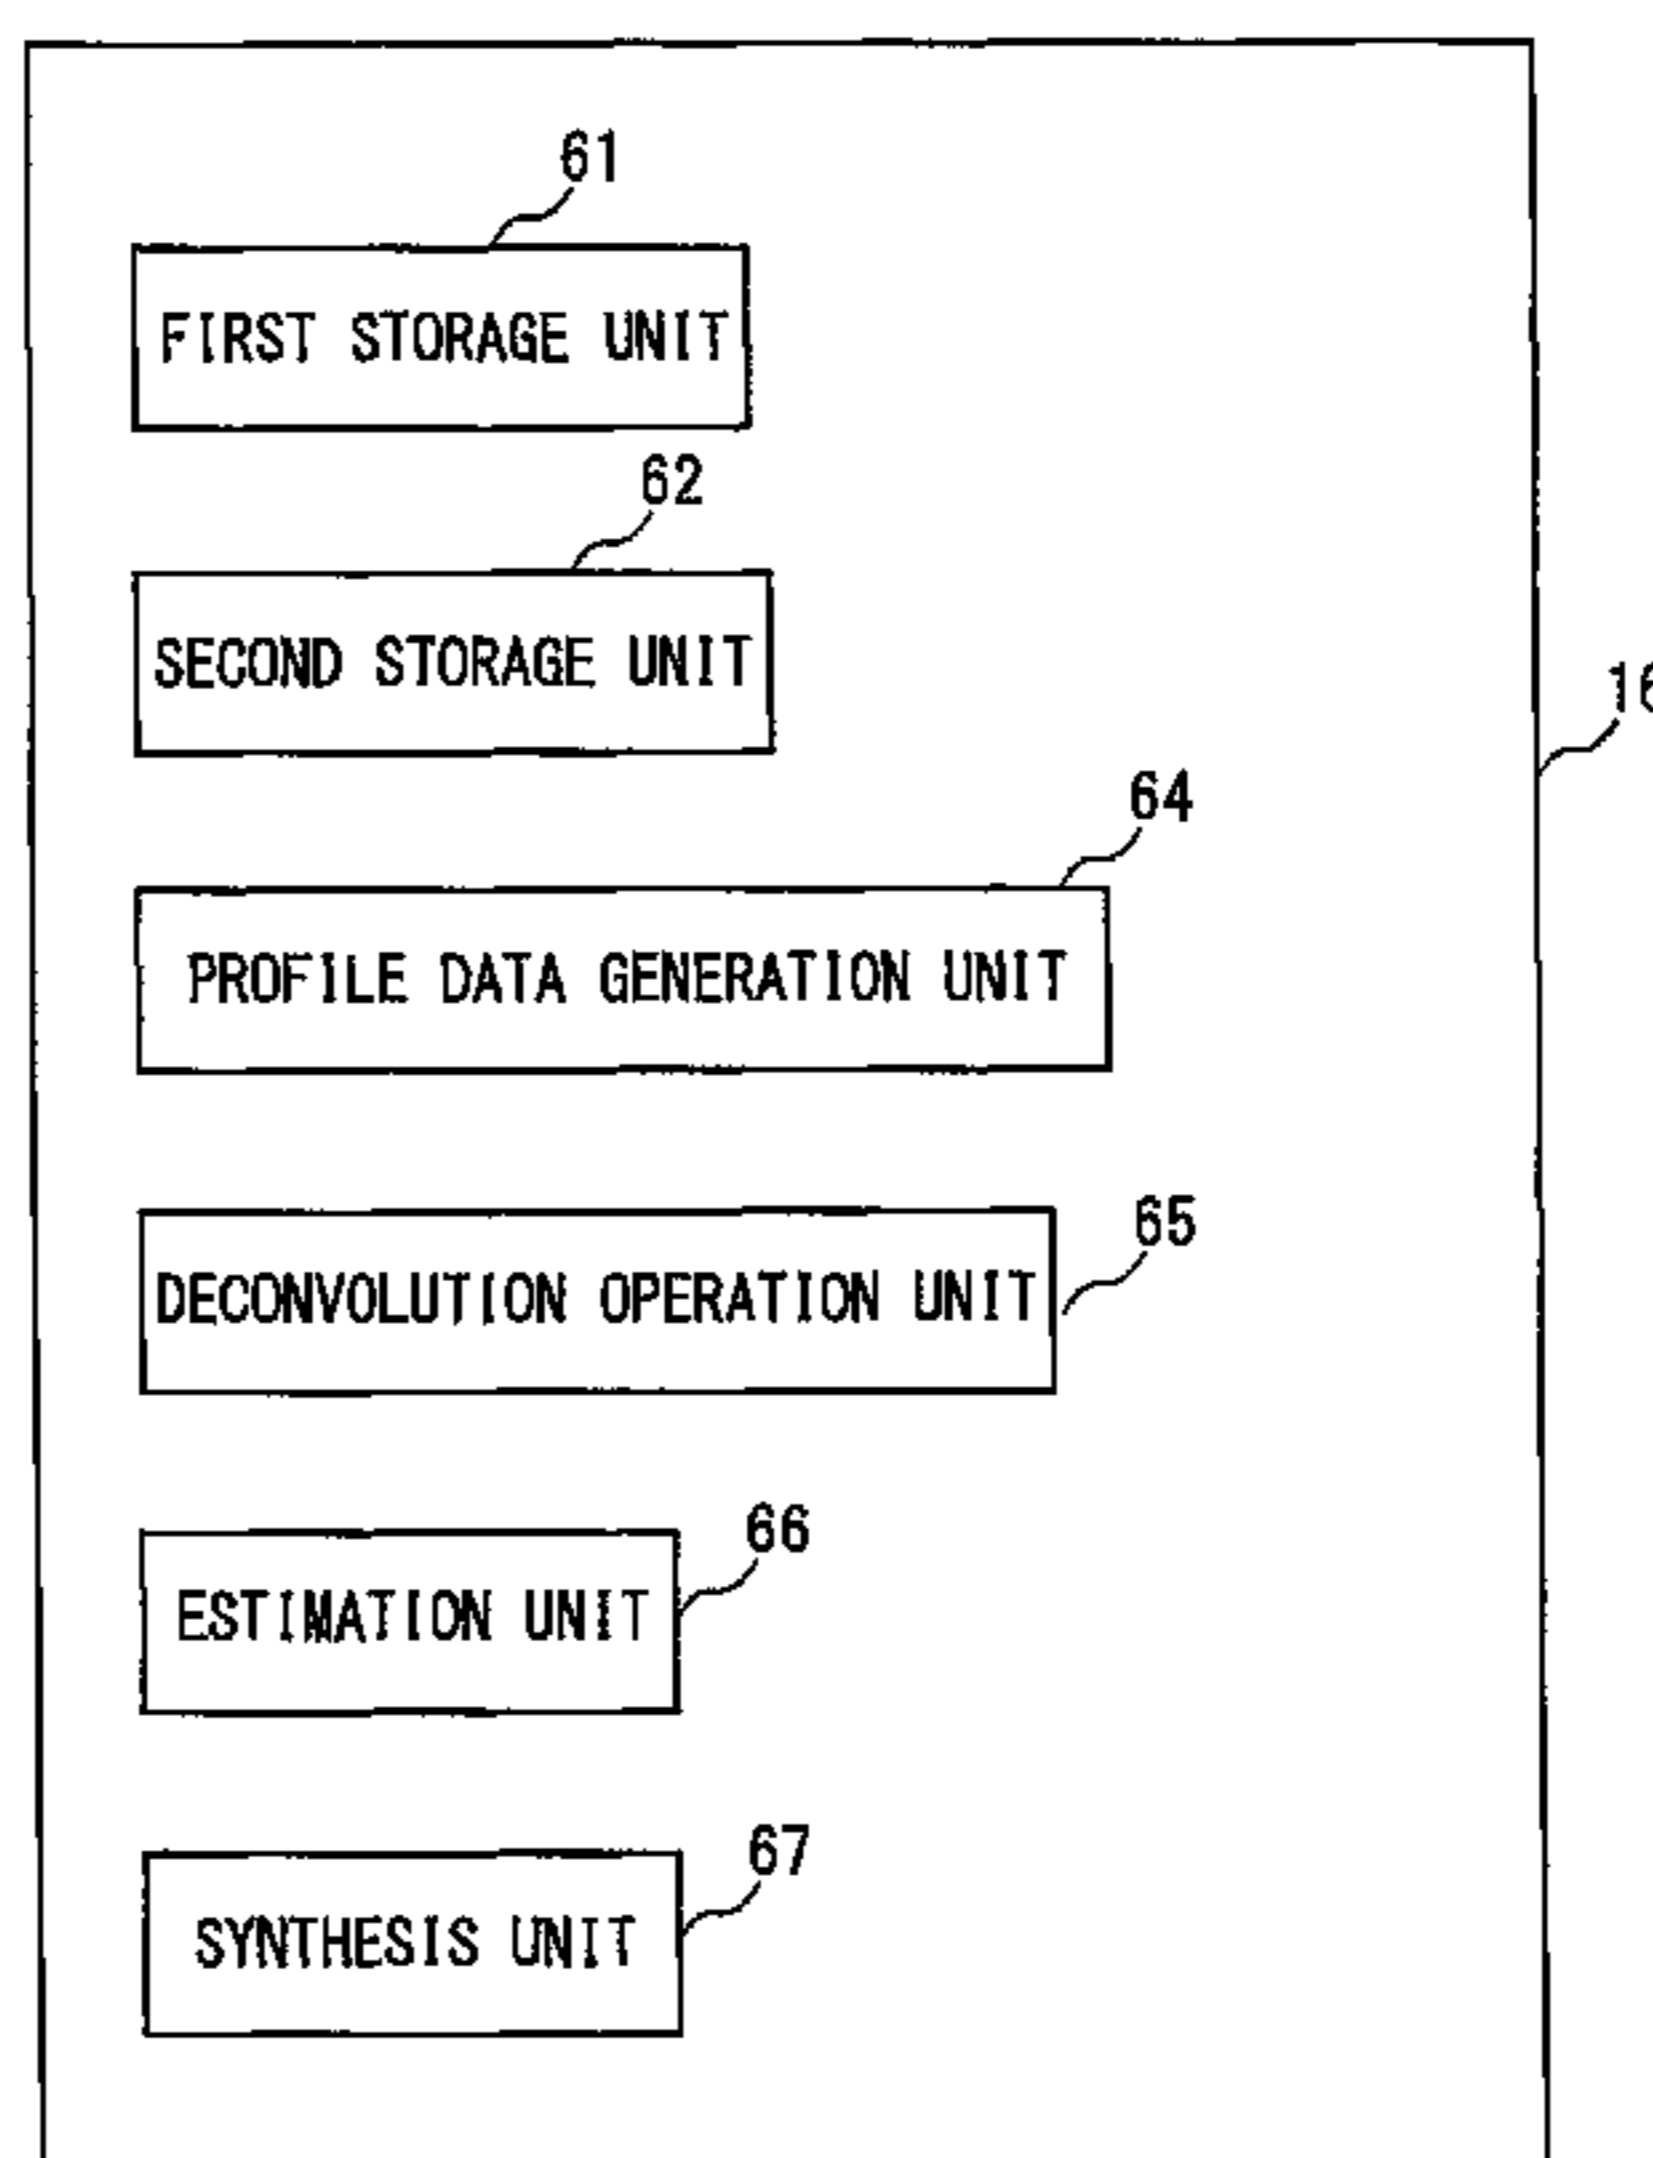 61
FIRST STORAGE UNIT
62
SECOND STORAGE UNIT
16
64
PROFILE DATA GENERATION UNIT
65
DECONVOLUTION OPERATION UNIT
66
ESTIMATION UNIT
67
SYNTHESIS UNIT